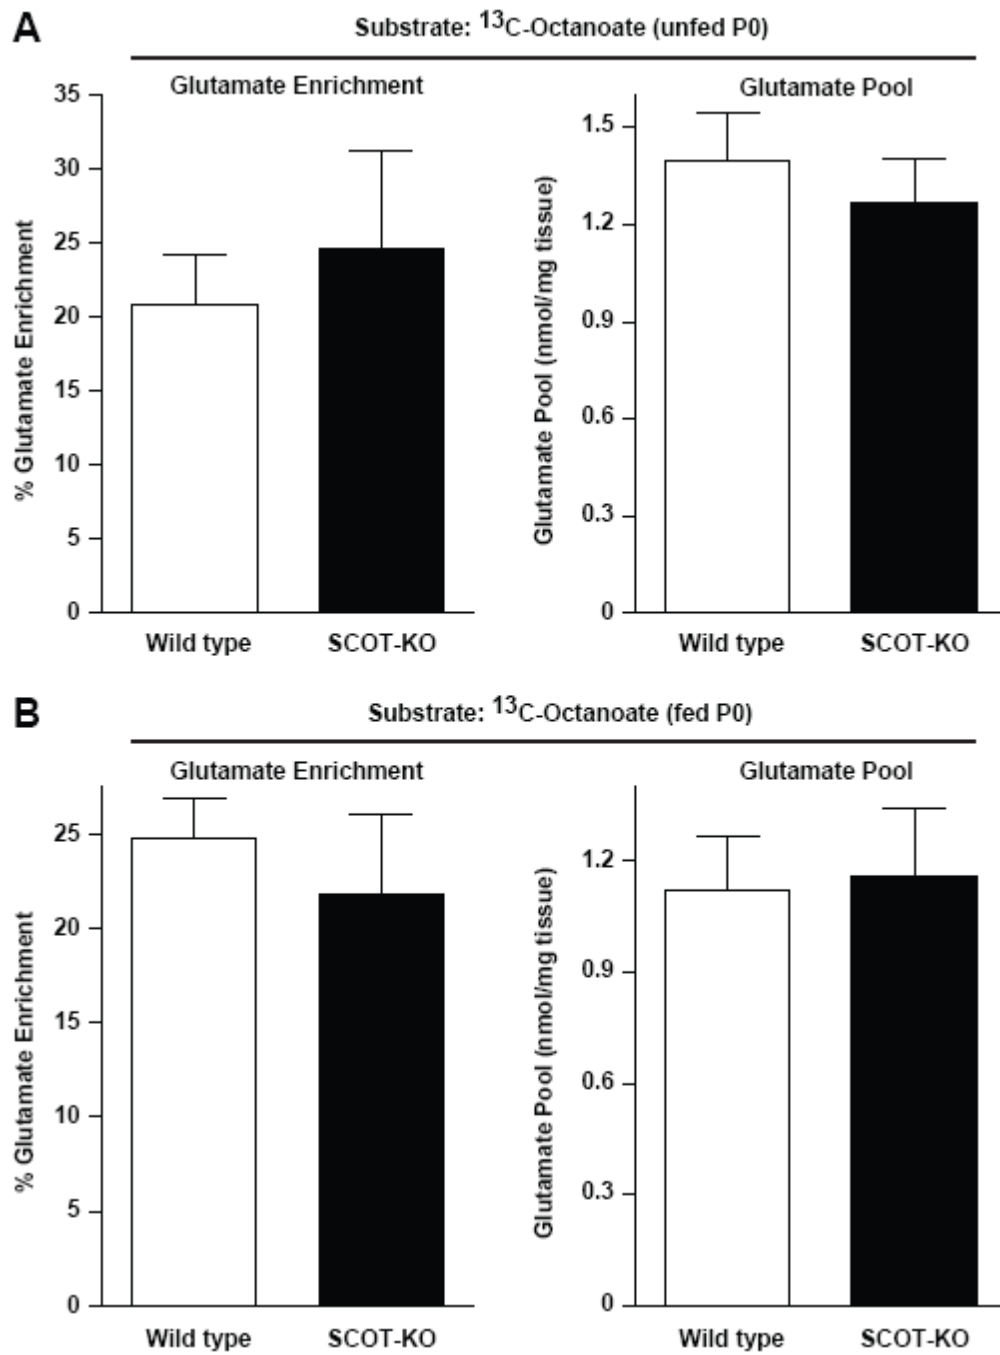 A
Substrate: 13C-Octanoate (unfed P0)
Glutamate Enrichment
% Glutamate Enrichment
35
30
25
20
15
10
5
0
Wild type
SCOT-KO
Glutamate Pool
Glutamate Pool (nmol/mg tissue)
1.5
1.2
0.9
0.6
0.3
0
Wild type
SCOT-KO
B
Substrate: 13C-Octanoate (fed P0)
Glutamate Enrichment
% Glutamate Enrichment
25
20
15
10
5
0
Wild type
SCOT-KO
Glutamate Pool
Glutamate Pool (nmol/mg tissue)
1.2
0.9
0.6
0.3
0
Wild type
SCOT-KO